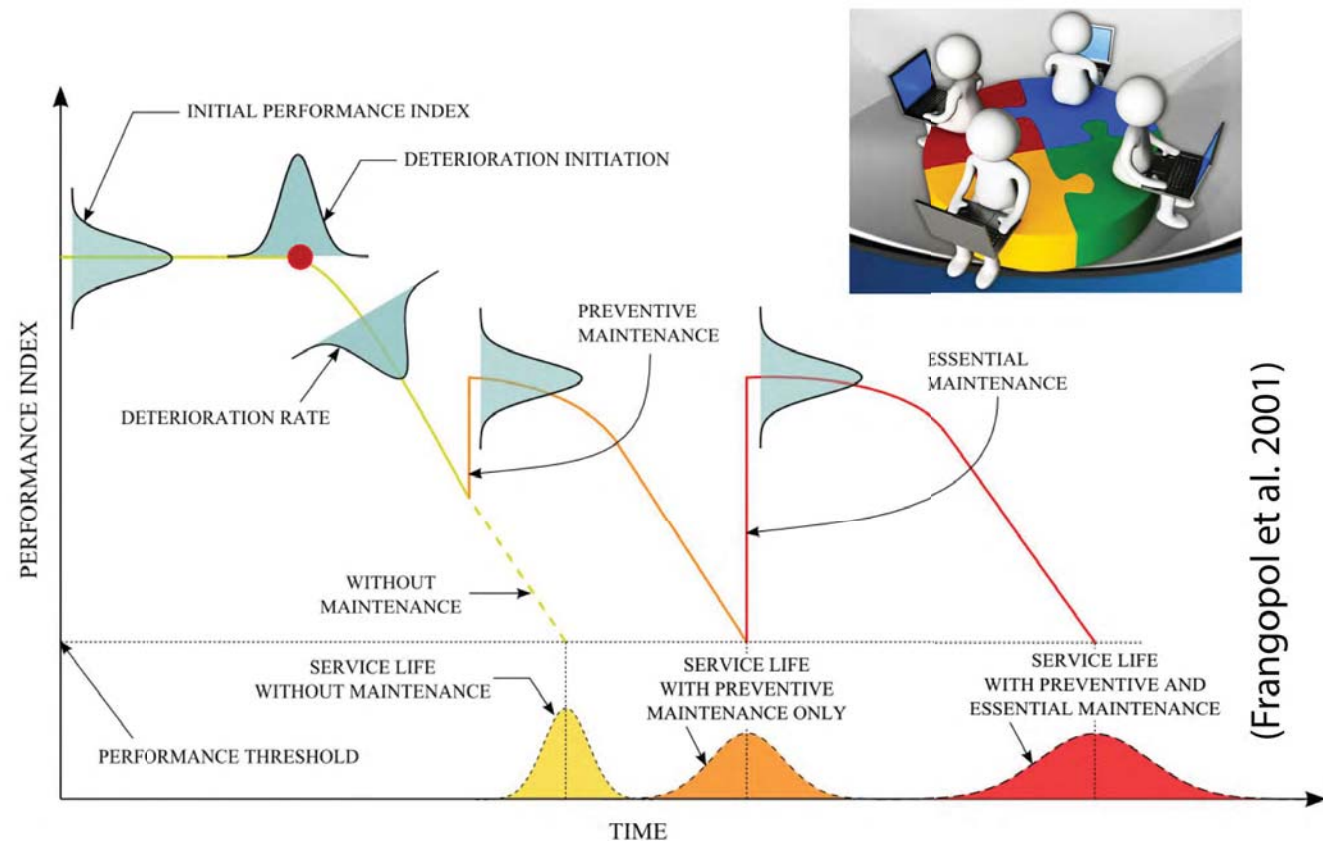 INITIAL PERFORMANCE INDEX
DETERIORATION INITIATION
PREVENTIVE
MAINTENANCE
ESSENTIAL
MAINTENANCE
DETERIORATION RATE
PERFORMANCE INDEX
(Frangopol et al. 2001)
WITHOUT
MAINTENANCE
SERVICE LIFE
WITHOUT MAINTENANCE
SERVICE LIFE
WITH PREVENTIVE
MAINTENANCE ONLY
SERVICE LIFE
WITH PREVENTIVE AND
ESSENTIAL MAINTENANCE
PERFORMANCE THRESHOLD
TIME